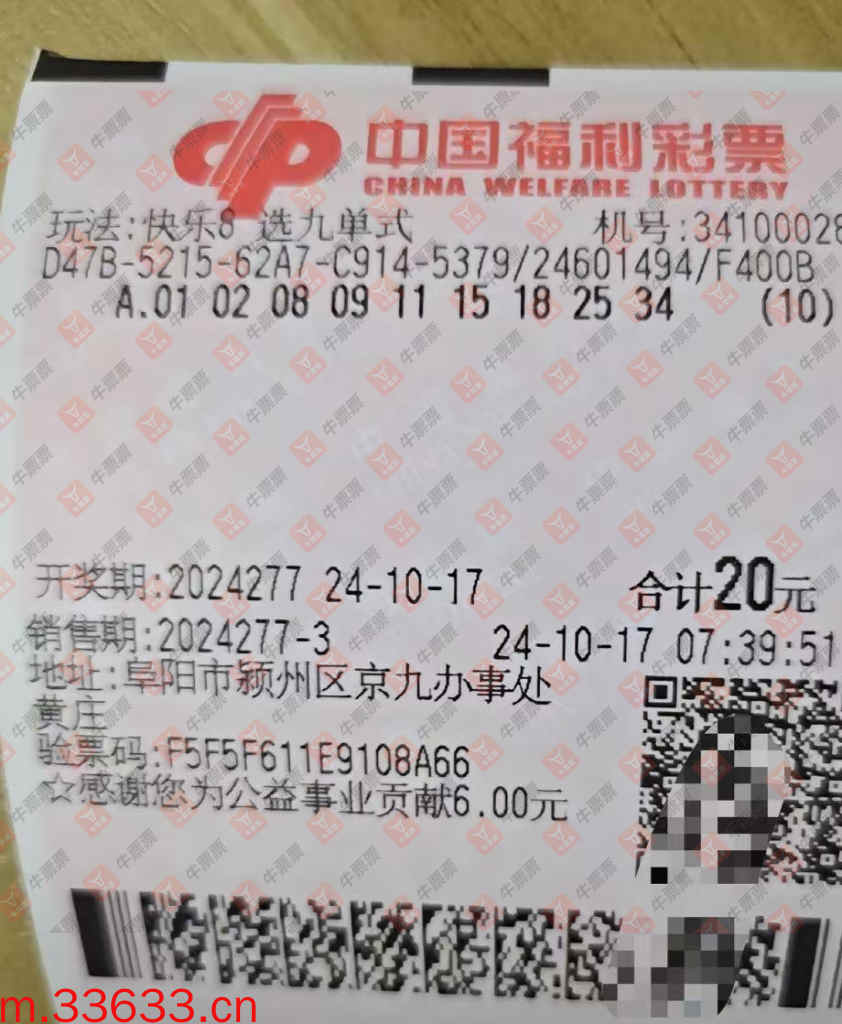 中国福利彩票
CHINA WELFARE LOTTERY
玩法:快乐8 选九单式 机号:34100028
D47B-5215-62A7-C914-5379/24601494/F400B
A.01 02 08 09 11 15 18 25 34 (10)
开奖期:2024277 24-10-17 合计20元
销售期:2024277-3 24-10-17 07:39:51
地址:阜阳市颍州区京九办事处
黄庄
验票码:F5F5F611E9108A66
☆感谢您为公益事业贡献6.00元
牛票票
m.33633.cn